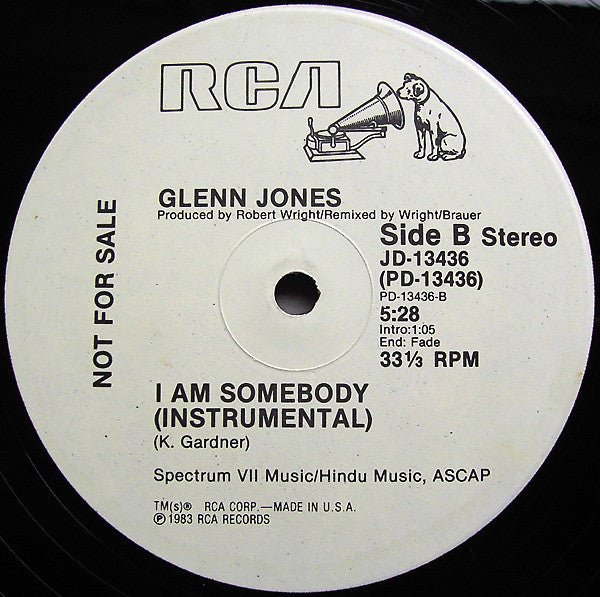 RCA
GLENN JONES
Produced by Robert Wright/Remixed by Wright/Brauer
NOT FOR SALE
Side B Stereo
JD-13436
(PD-13436)
PD-13436-B
5:28
Intro:1:05
End: Fade
33⅓ RPM
I AM SOMEBODY
(INSTRUMENTAL)
(K. Gardner)
Spectrum VII Music/Hindu Music, ASCAP
TM(s)® RCA CORP.—MADE IN U.S.A.
℗ 1983 RCA RECORDS